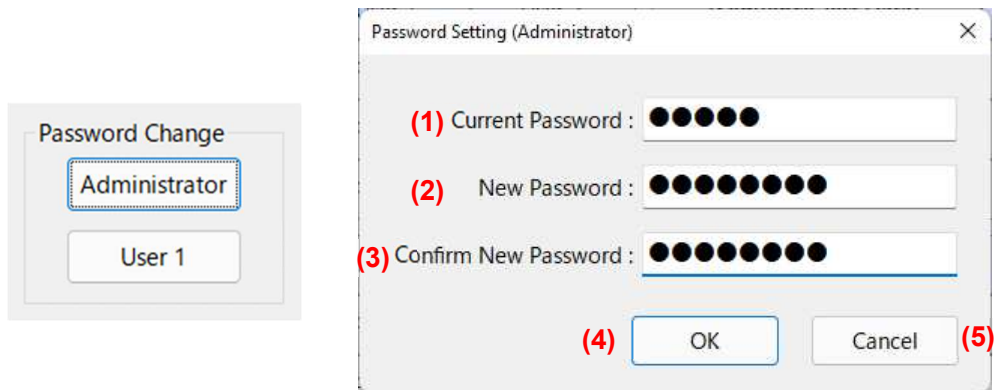 Password Change
Administrator
User 1
Password Setting (Administrator)
(1) Current Password : ●●●●●
(2) New Password : ●●●●●●●●
(3) Confirm New Password : ●●●●●●●●
(4) OK Cancel (5)